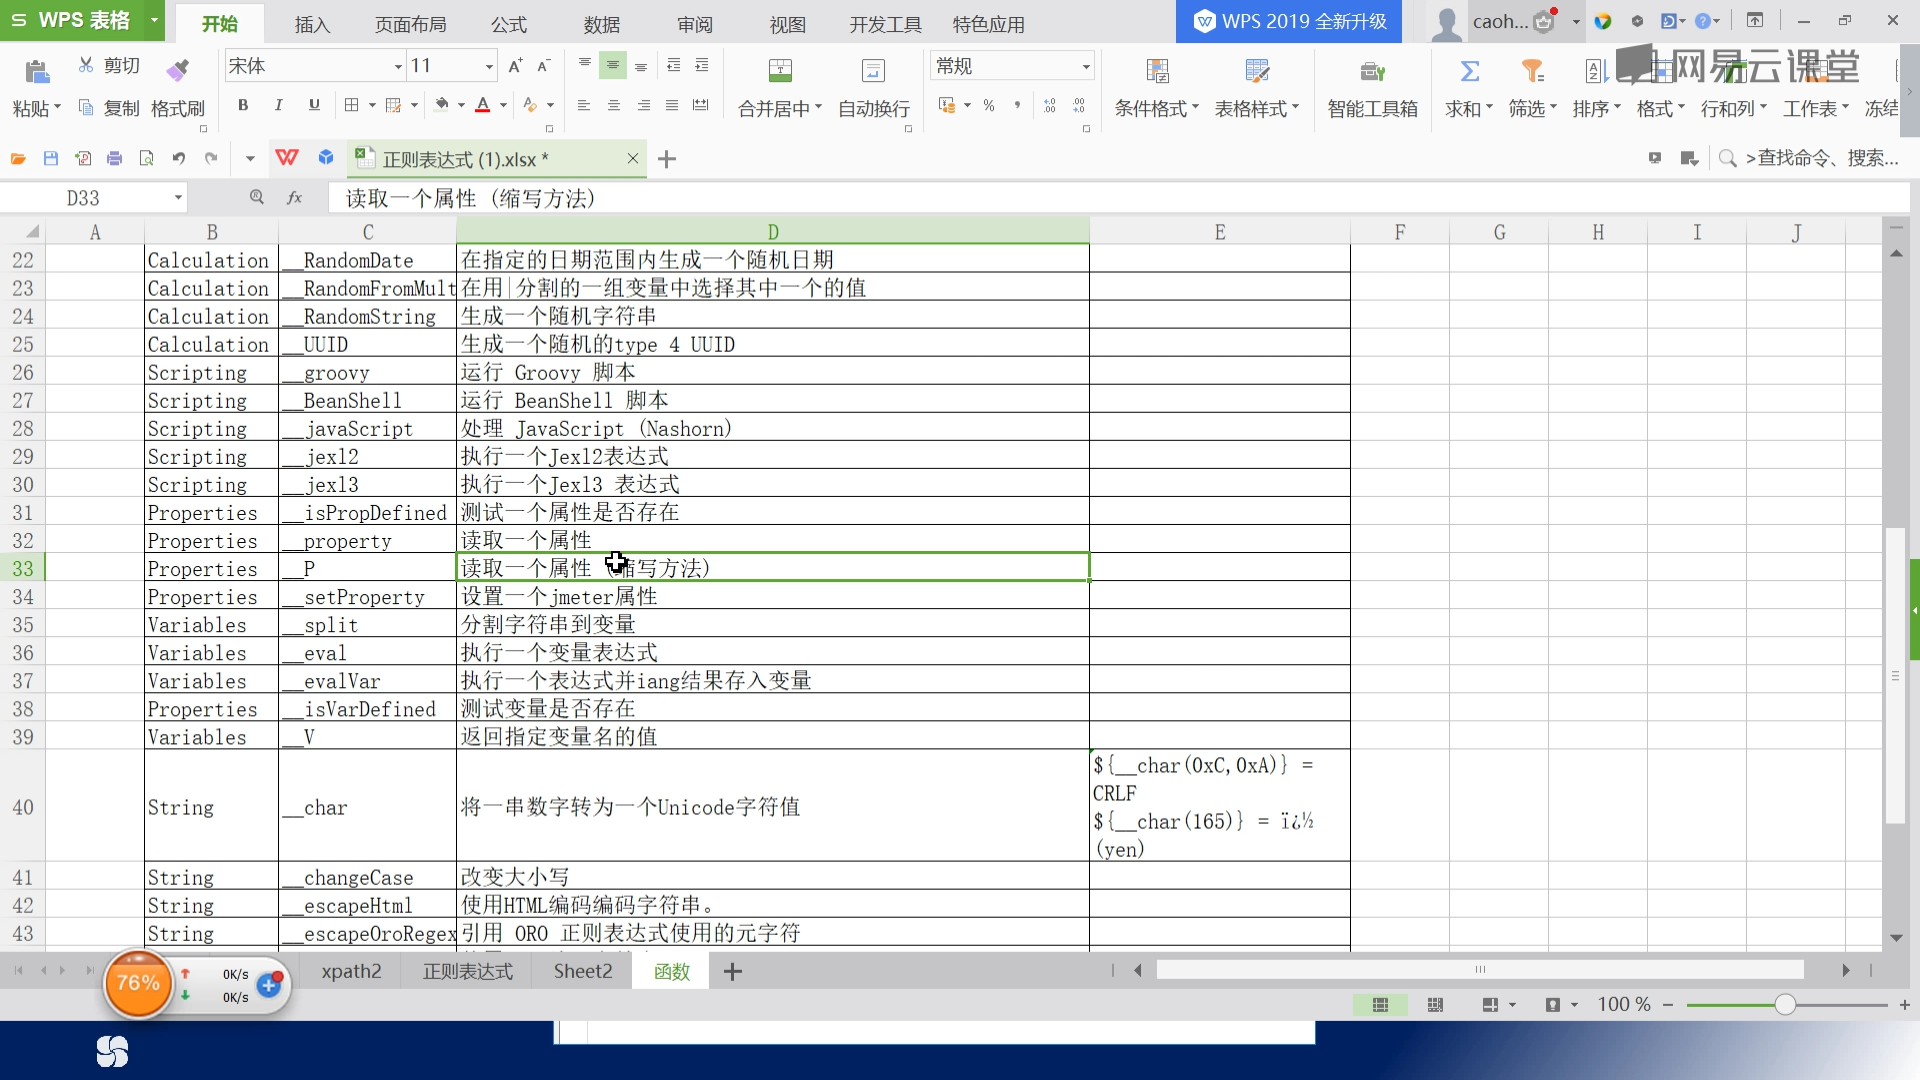 WPS 表格 开始 插入 页面布局 公式 数据 审阅 视图 开发工具 特色应用 WPS 2019 全新升级 caoh...
网易云课堂
剪切 宋体 11 常规
粘贴 复制 格式刷 B I U 合并居中 自动换行 条件格式 表格样式 智能工具箱 求和 筛选 排序 格式 行和列 工作表 冻结
正则表达式 (1).xlsx * >查找命令、搜索...
D33 fx 读取一个属性 (缩写方法)
A B C D E F G H I J
22 Calculation __RandomDate 在指定的日期范围内生成一个随机日期
23 Calculation __RandomFromMult 在用|分割的一组变量中选择其中一个的值
24 Calculation __RandomString 生成一个随机字符串
25 Calculation __UUID 生成一个随机的type 4 UUID
26 Scripting __groovy 运行 Groovy 脚本
27 Scripting __BeanShell 运行 BeanShell 脚本
28 Scripting __javaScript 处理 JavaScript (Nashorn)
29 Scripting __jexl2 执行一个Jexl2表达式
30 Scripting __jexl3 执行一个Jexl3 表达式
31 Properties __isPropDefined 测试一个属性是否存在
32 Properties __property 读取一个属性
33 Properties __P 读取一个属性 (缩写方法)
34 Properties __setProperty 设置一个jmeter属性
35 Variables __split 分割字符串到变量
36 Variables __eval 执行一个变量表达式
37 Variables __evalVar 执行一个表达式并iang结果存入变量
38 Properties __isVarDefined 测试变量是否存在
39 Variables __V 返回指定变量名的值
40 String __char 将一串数字转为一个Unicode字符值
${__char(0xC,0xA)} =
CRLF
${__char(165)} = ï¿½
(yen)
41 String __changeCase 改变大小写
42 String __escapeHtml 使用HTML编码编码字符串。
43 String __escapeOroRegex 引用 ORO 正则表达式使用的元字符
76% 0K/s
0K/s
xpath2 正则表达式 Sheet2 函数
100 %